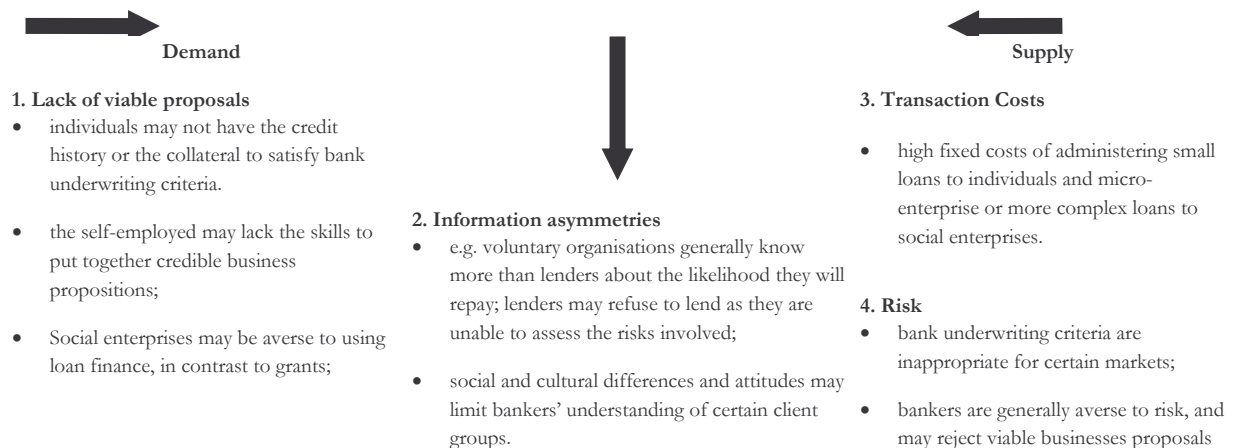 Demand
1. Lack of viable proposals
• individuals may not have the credit
history or the collateral to satisfy bank
underwriting criteria.
• the self-employed may lack the skills to
put together credible business
propositions;
• Social enterprises may be averse to using
loan finance, in contrast to grants;
2. Information asymmetries
• e.g. voluntary organisations generally know
more than lenders about the likelihood they will
repay; lenders may refuse to lend as they are
unable to assess the risks involved;
• social and cultural differences and attitudes may
limit bankers’ understanding of certain client
groups.
Supply
3. Transaction Costs
• high fixed costs of administering small
loans to individuals and micro-
enterprise or more complex loans to
social enterprises.
4. Risk
• bank underwriting criteria are
inappropriate for certain markets;
• bankers are generally averse to risk, and
may reject viable businesses proposals